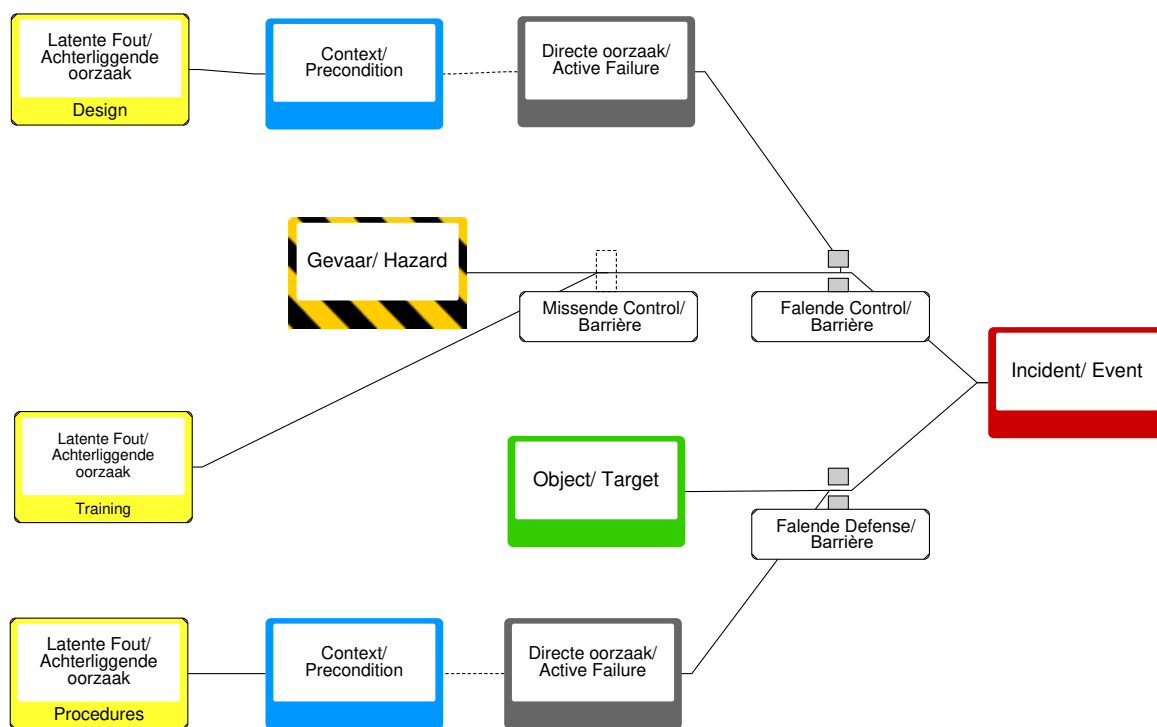 Latente Fout/
Achterliggende
oorzaak
Design
Context/
Precondition
Directe oorzaak/
Active Failure
Gevaar/ Hazard
Missende Control/
Barrière
Falende Control/
Barrière
Incident/ Event
Latente Fout/
Achterliggende
oorzaak
Training
Object/ Target
Falende Defense/
Barrière
Latente Fout/
Achterliggende
oorzaak
Procedures
Context/
Precondition
Directe oorzaak/
Active Failure